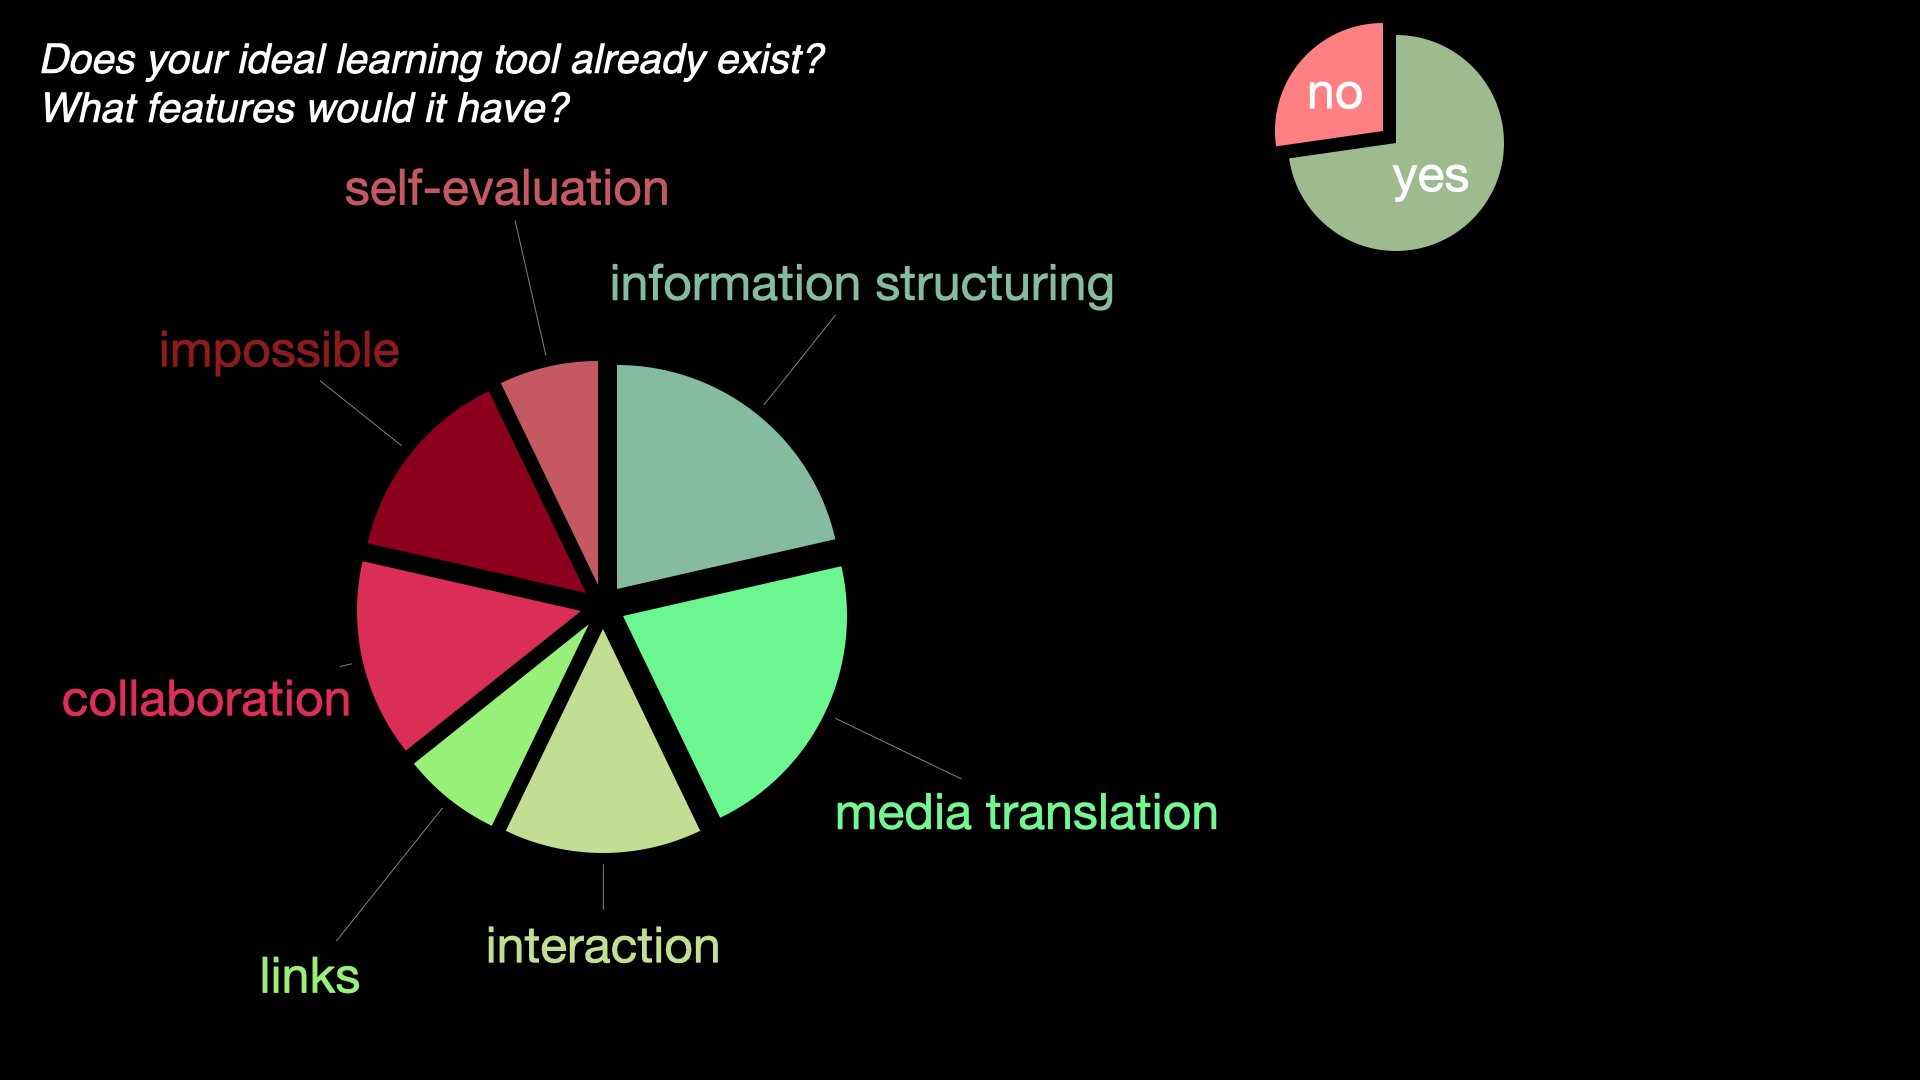 Does your ideal learning tool already exist?
What features would it have?
no
yes
self-evaluation
information structuring
impossible
collaboration
media translation
interaction
links